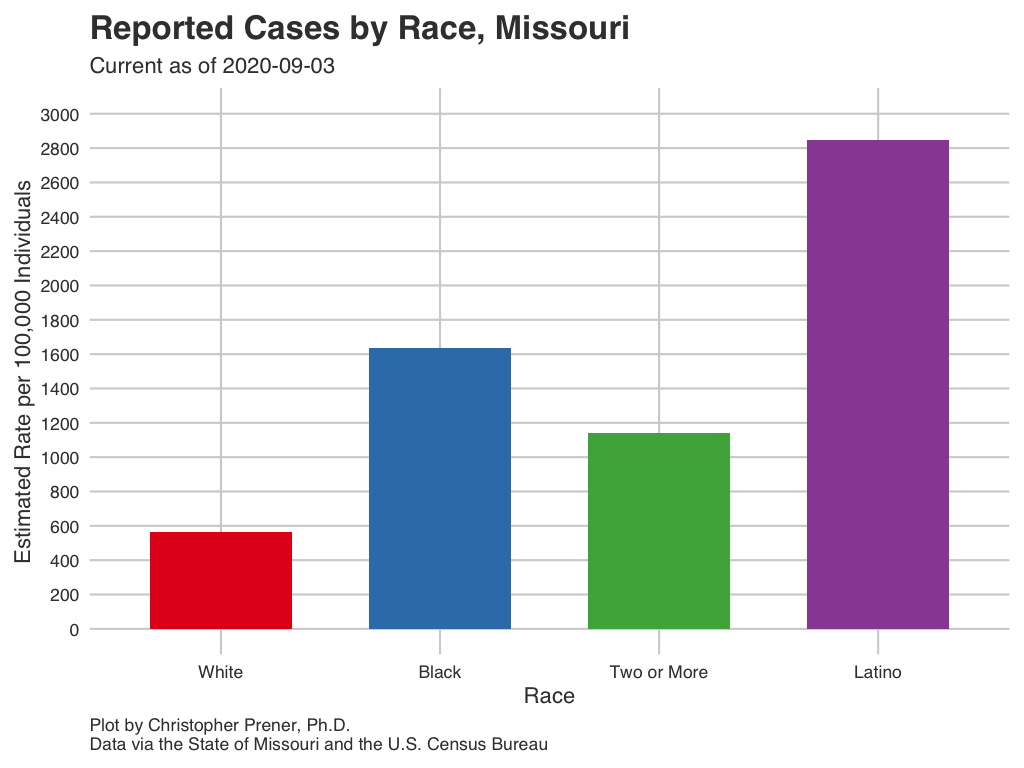 Reported Cases by Race, Missouri
Current as of 2020-09-03
Estimated Rate per 100,000 Individuals
3000
2800
2600
2400
2200
2000
1800
1600
1400
1200
1000
800
600
400
200
0
White Black Two or More Latino
Race
Plot by Christopher Prener, Ph.D.
Data via the State of Missouri and the U.S. Census Bureau